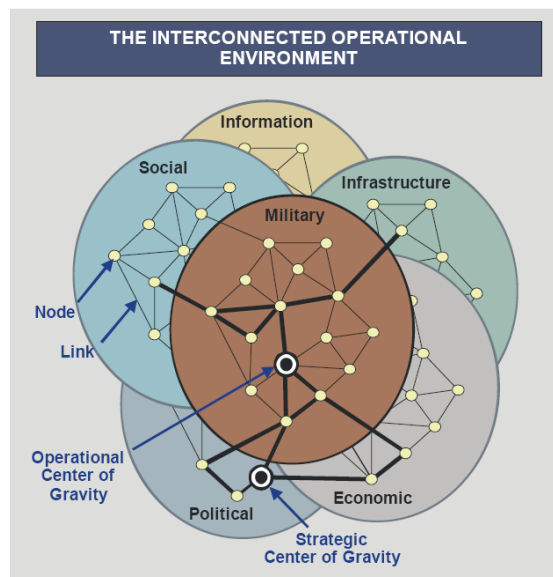 THE INTERCONNECTED OPERATIONAL
ENVIRONMENT
Information
Social
Infrastructure
Military
Node
Link
Operational
Center of
Gravity
Political
Economic
Strategic
Center of Gravity